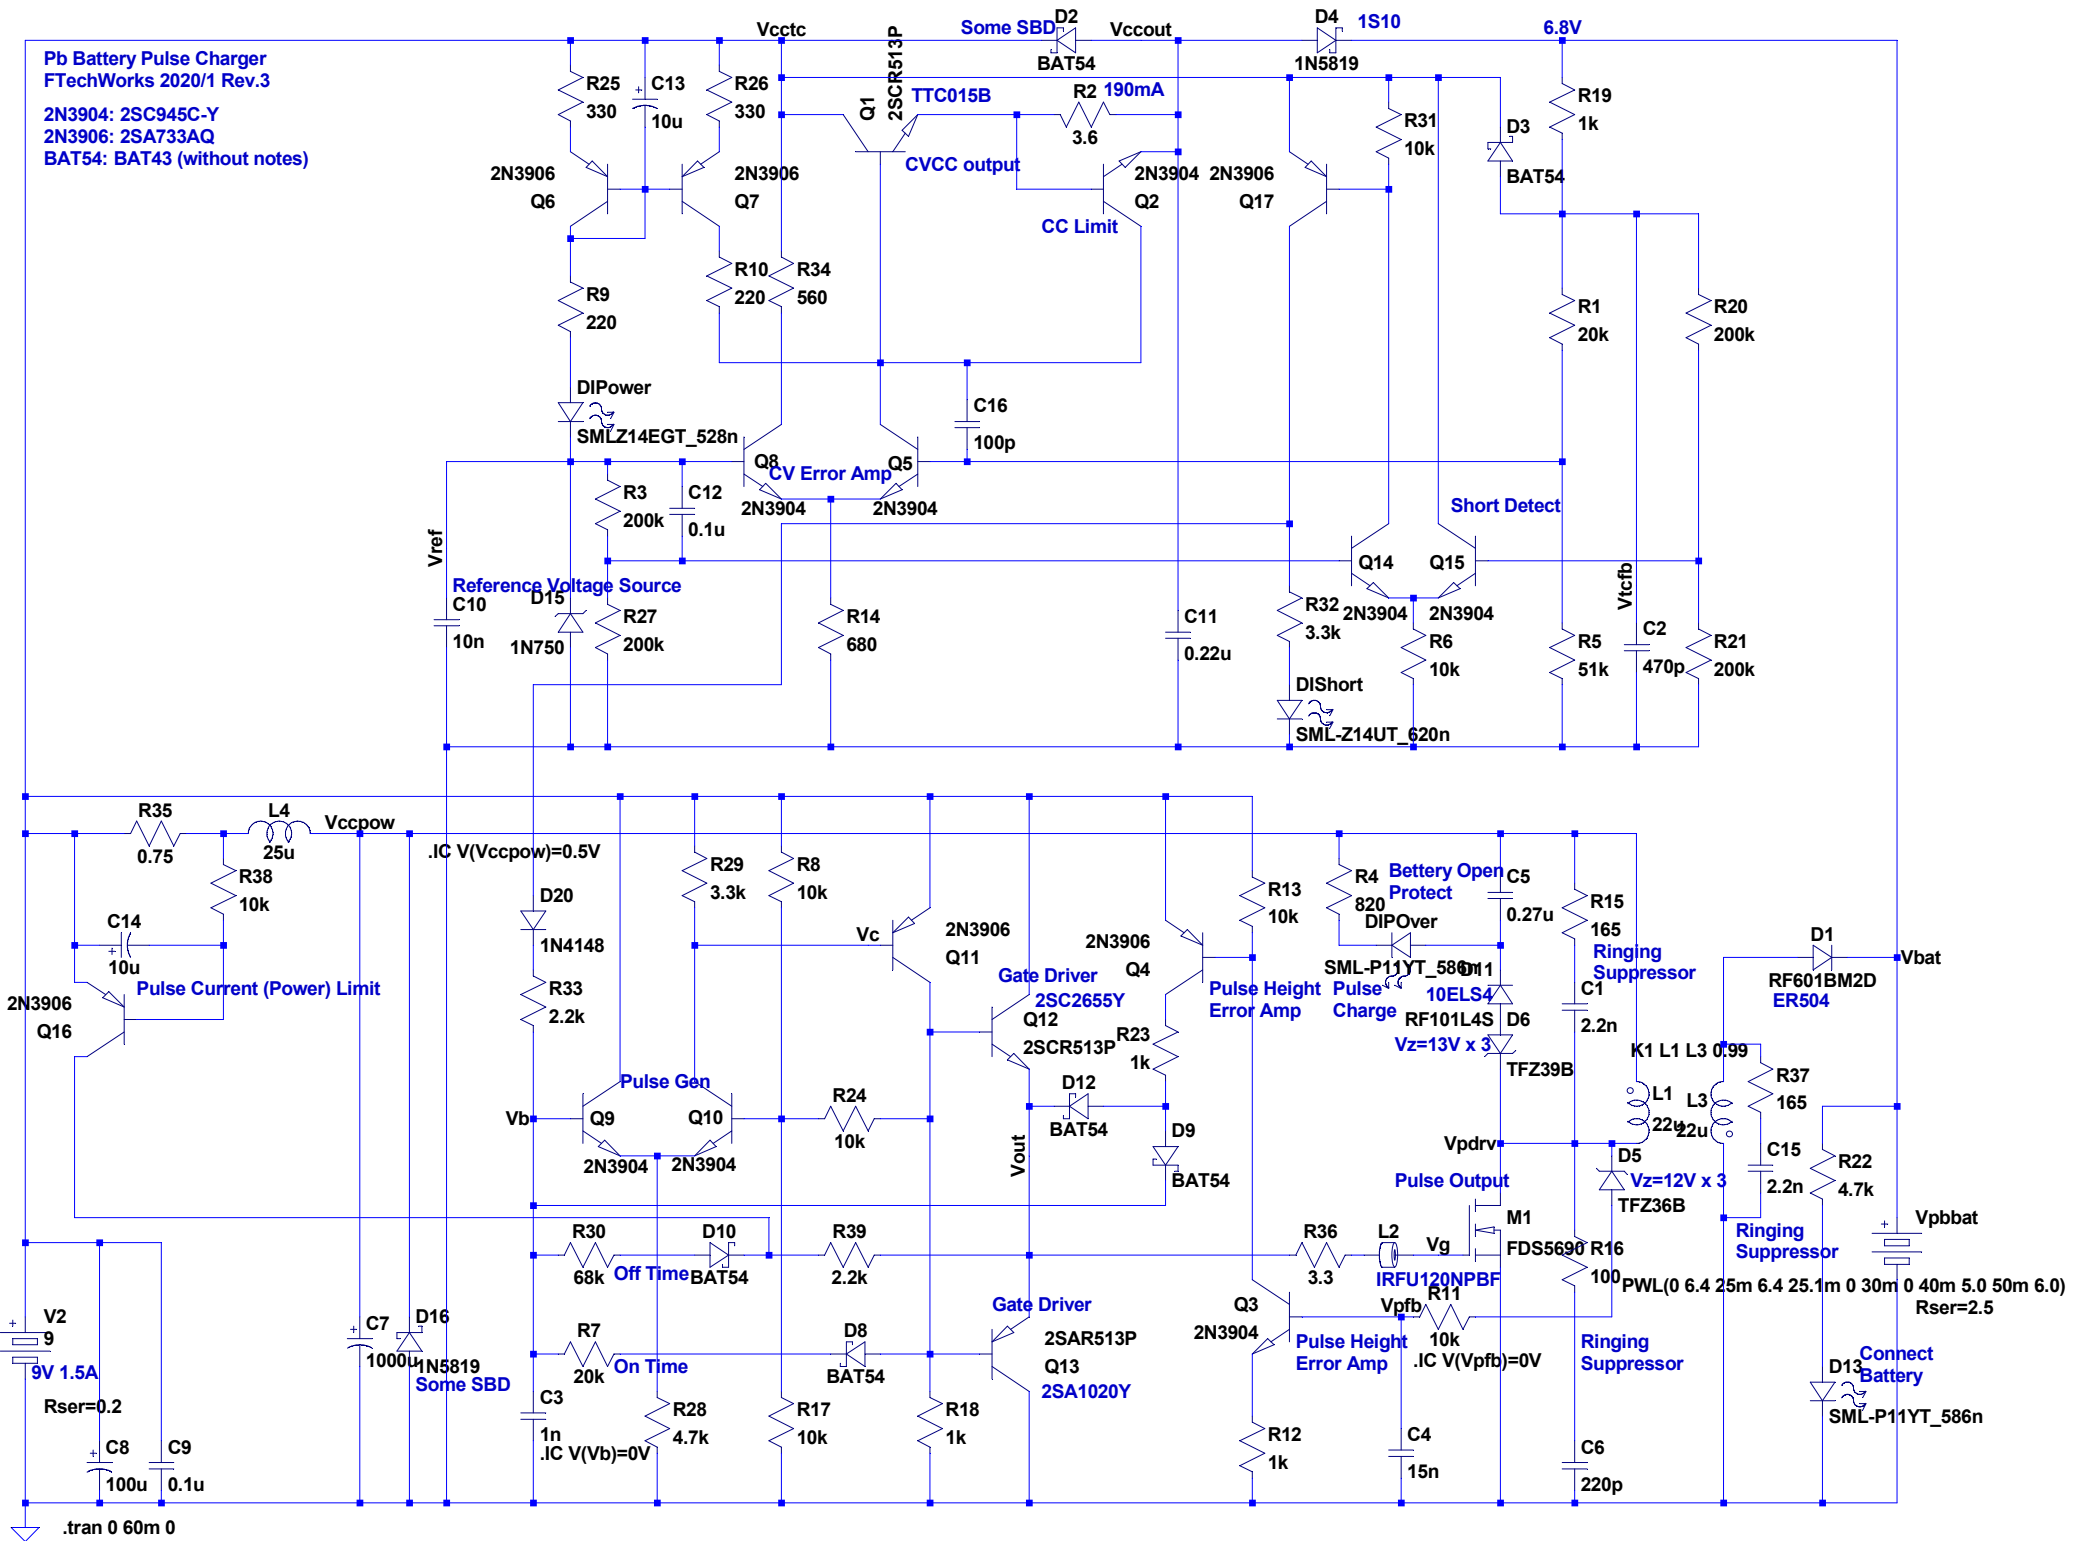 Pb Battery Pulse Charger
FTechWorks 2020/1 Rev.3
2N3904: 2SC945C-Y
2N3906: 2SA733AQ
BAT54: BAT43 (without notes)
Vcctc
Some SBD
D2
BAT54
Vccout
D4
1S10
1N5819
6.8V
R25
330
C13
10u
R26
330
Q1
2SCR513P
TTC015B
R2
190mA
3.6
R31
10k
D3
BAT54
R19
1k
2N3906
Q6
2N3906
Q7
CVCC output
2N3904
Q2
CC Limit
2N3906
Q17
R9
220
R10
220
R34
560
R1
20k
R20
200k
DIPower
SMLZ14EGT_528n
C16
100p
Q8
CV Error Amp
Q5
2N3904
2N3904
R3
200k
C12
0.1u
Short Detect
Vref
Reference Voltage Source
C10
10n
D15
1N750
R27
200k
R14
680
C11
0.22u
R32
3.3k
Q14
Q15
2N3904
2N3904
R6
10k
R5
51k
Vtcfb
C2
470p
R21
200k
DIShort
SML-Z14UT_620n
R35
0.75
L4
25u
Vccpow
.IC V(Vccpow)=0.5V
R38
10k
C14
10u
Pulse Current (Power) Limit
2N3906
Q16
D20
1N4148
R33
2.2k
R29
3.3k
R8
10k
Vc
2N3906
Q11
Gate Driver
2SC2655Y
Q12
2SCR513P
2N3906
Q4
Pulse Height
Error Amp
R23
1k
R13
10k
R4
820
Bettery Open
Protect
C5
0.27u
DIPOver
SML-P11YT_586n
Pulse
Charge
D11
10ELS4
RF101L4S
D6
Vz=13V x 3
TFZ39B
R15
165
Ringing
Suppressor
C1
2.2n
D1
RF601BM2D
ER504
Vbat
K1 L1 L3 0.99
L1
22u
L3
22u
R37
165
C15
2.2n
R22
4.7k
Vb
Pulse Gen
Q9
Q10
2N3904
2N3904
R24
10k
D12
BAT54
D9
BAT54
Vout
Vpdrv
D5
Vz=12V x 3
TFZ36B
Pulse Output
M1
FDS5690
Ringing
Suppressor
Vpbbat
PWL(0 6.4 25m 6.4 25.1m 0 30m 0 40m 5.0 50m 6.0)
Rser=2.5
R30
68k
Off Time
D10
BAT54
R39
2.2k
R36
3.3
L2
Vg
IRFU120NPBF
R16
100
V2
9
9V 1.5A
Rser=0.2
C7
1000u
D16
1N5819
Some SBD
R7
20k
On Time
D8
BAT54
Gate Driver
2SAR513P
Q13
2SA1020Y
Q3
2N3904
Pulse Height
Error Amp
Vpfb
R11
10k
.IC V(Vpfb)=0V
Ringing
Suppressor
D13
Connect
Battery
SML-P11YT_586n
C8
100u
C9
0.1u
C3
1n
.IC V(Vb)=0V
R28
4.7k
R17
10k
R18
1k
R12
1k
C4
15n
C6
220p
.tran 0 60m 0